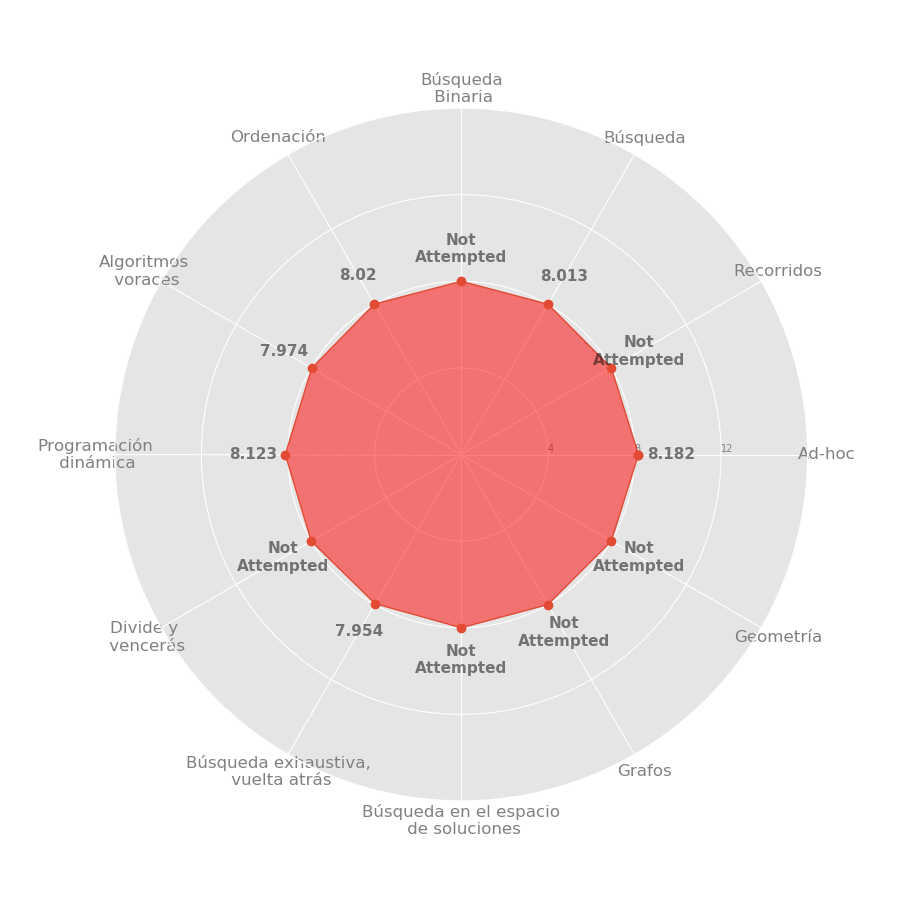 Búsqueda
Binaria
Ordenación
Búsqueda
Not
Attempted
Algoritmos
voraces
8.02
8.013
Recorridos
7.974
Not
Attempted
Programación
dinámica
8.123
4
8
8.182
12
Ad-hoc
Not
Attempted
Not
Attempted
Divide y
vencerás
7.954
Not
Attempted
Not
Attempted
Geometría
Búsqueda exhaustiva,
vuelta atrás
Grafos
Búsqueda en el espacio
de soluciones